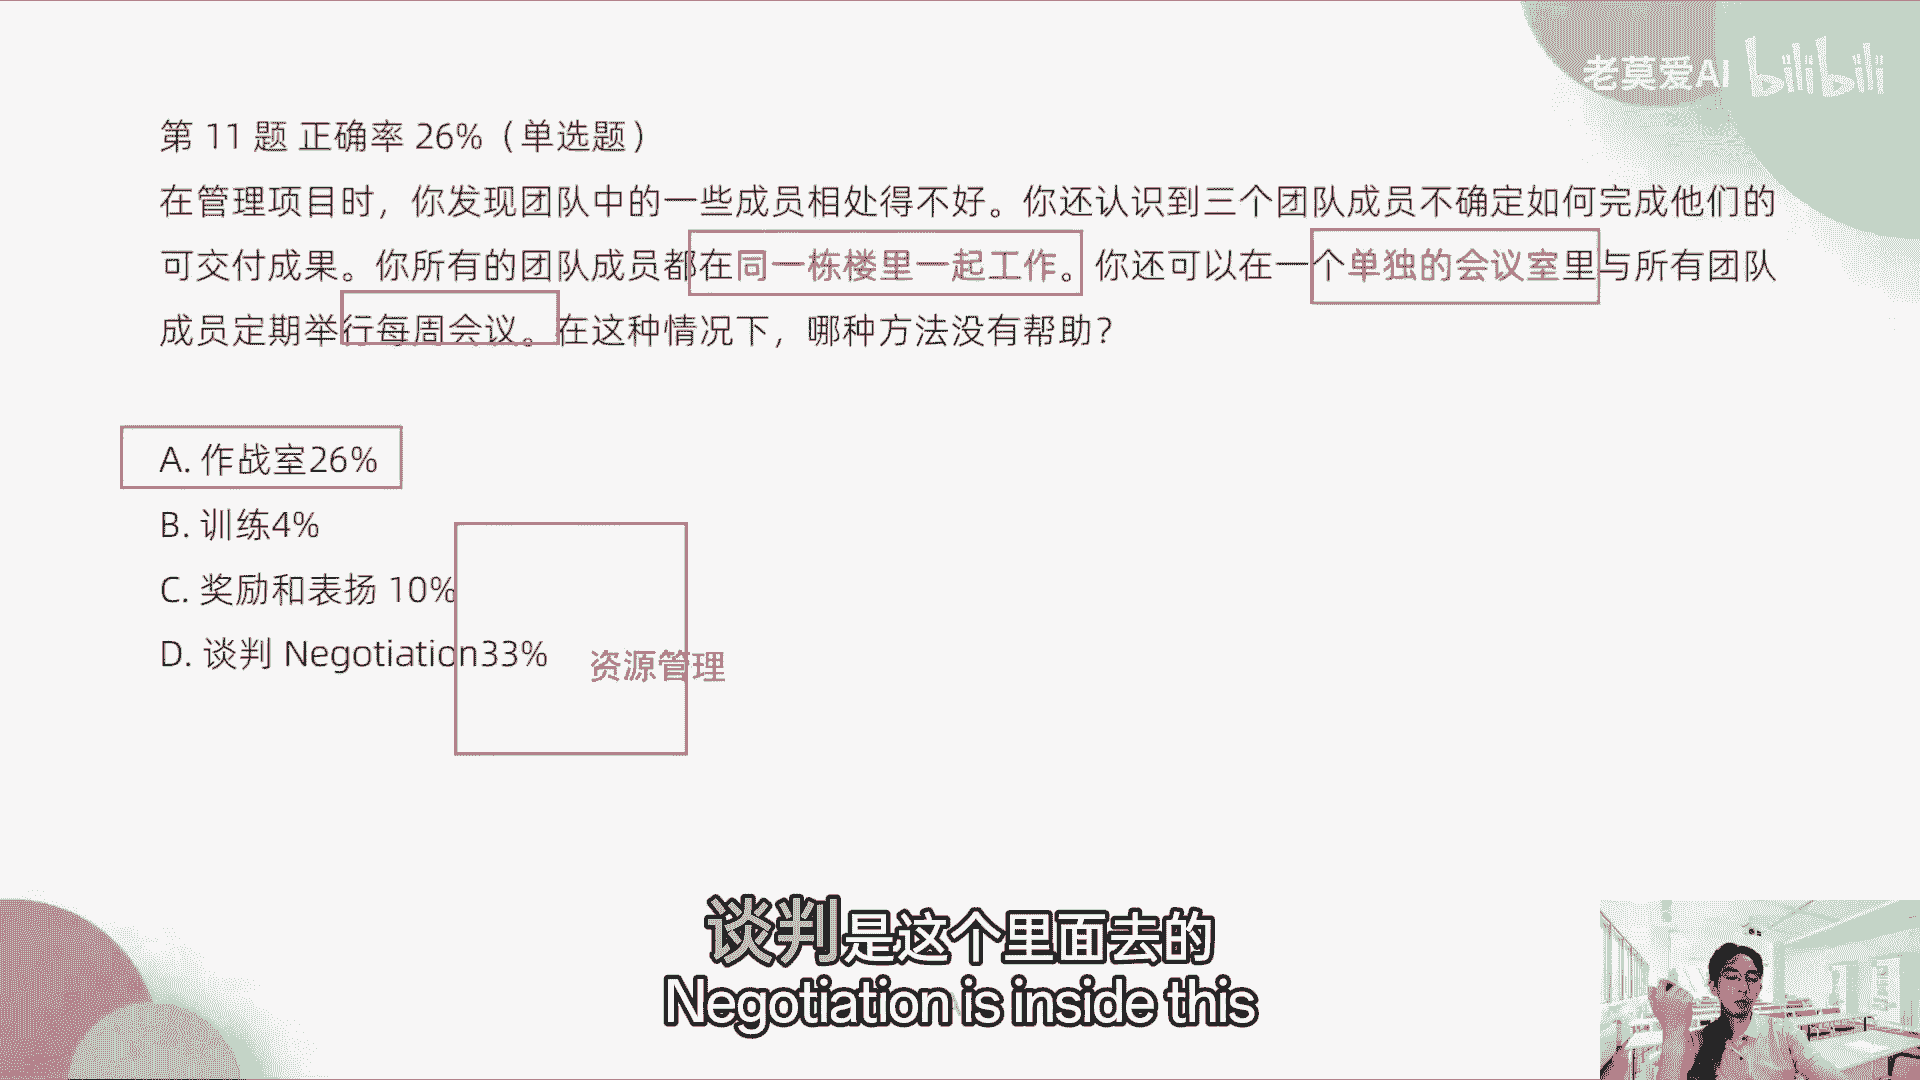 老莫爱AI bilibili
第 11 题 正确率 26%（单选题）
在管理项目时，你发现团队中的一些成员相处得不好。你还认识到三个团队成员不确定如何完成他们的
可交付成果。你所有的团队成员都在同一栋楼里一起工作。你还可以在一个单独的会议室里与所有团队
成员定期举行每周会议。在这种情况下，哪种方法没有帮助？
A. 作战室26%
B. 训练4%
C. 奖励和表扬 10%
D. 谈判 Negotiation33%
资源管理
谈判是这个里面去的
Negotiation is inside this